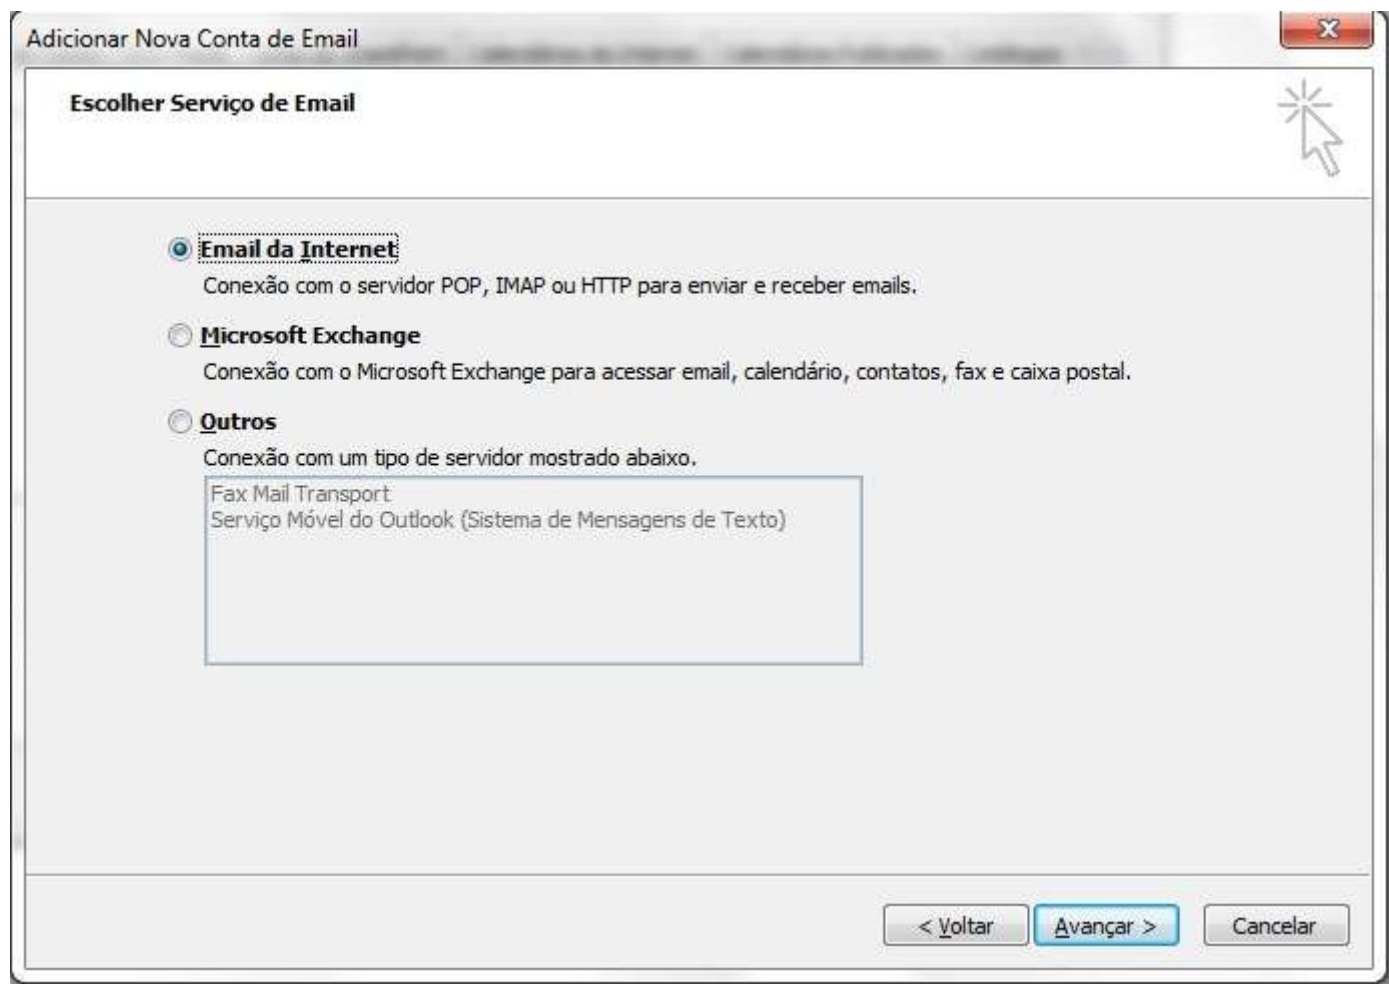 Adicionar Nova Conta de Email
Escolher Serviço de Email
Email da Internet
Conexão com o servidor POP, IMAP ou HTTP para enviar e receber emails.
Microsoft Exchange
Conexão com o Microsoft Exchange para acessar email, calendário, contatos, fax e caixa postal.
Outros
Conexão com um tipo de servidor mostrado abaixo.
Fax Mail Transport
Serviço Móvel do Outlook (Sistema de Mensagens de Texto)
< Voltar Avançar > Cancelar